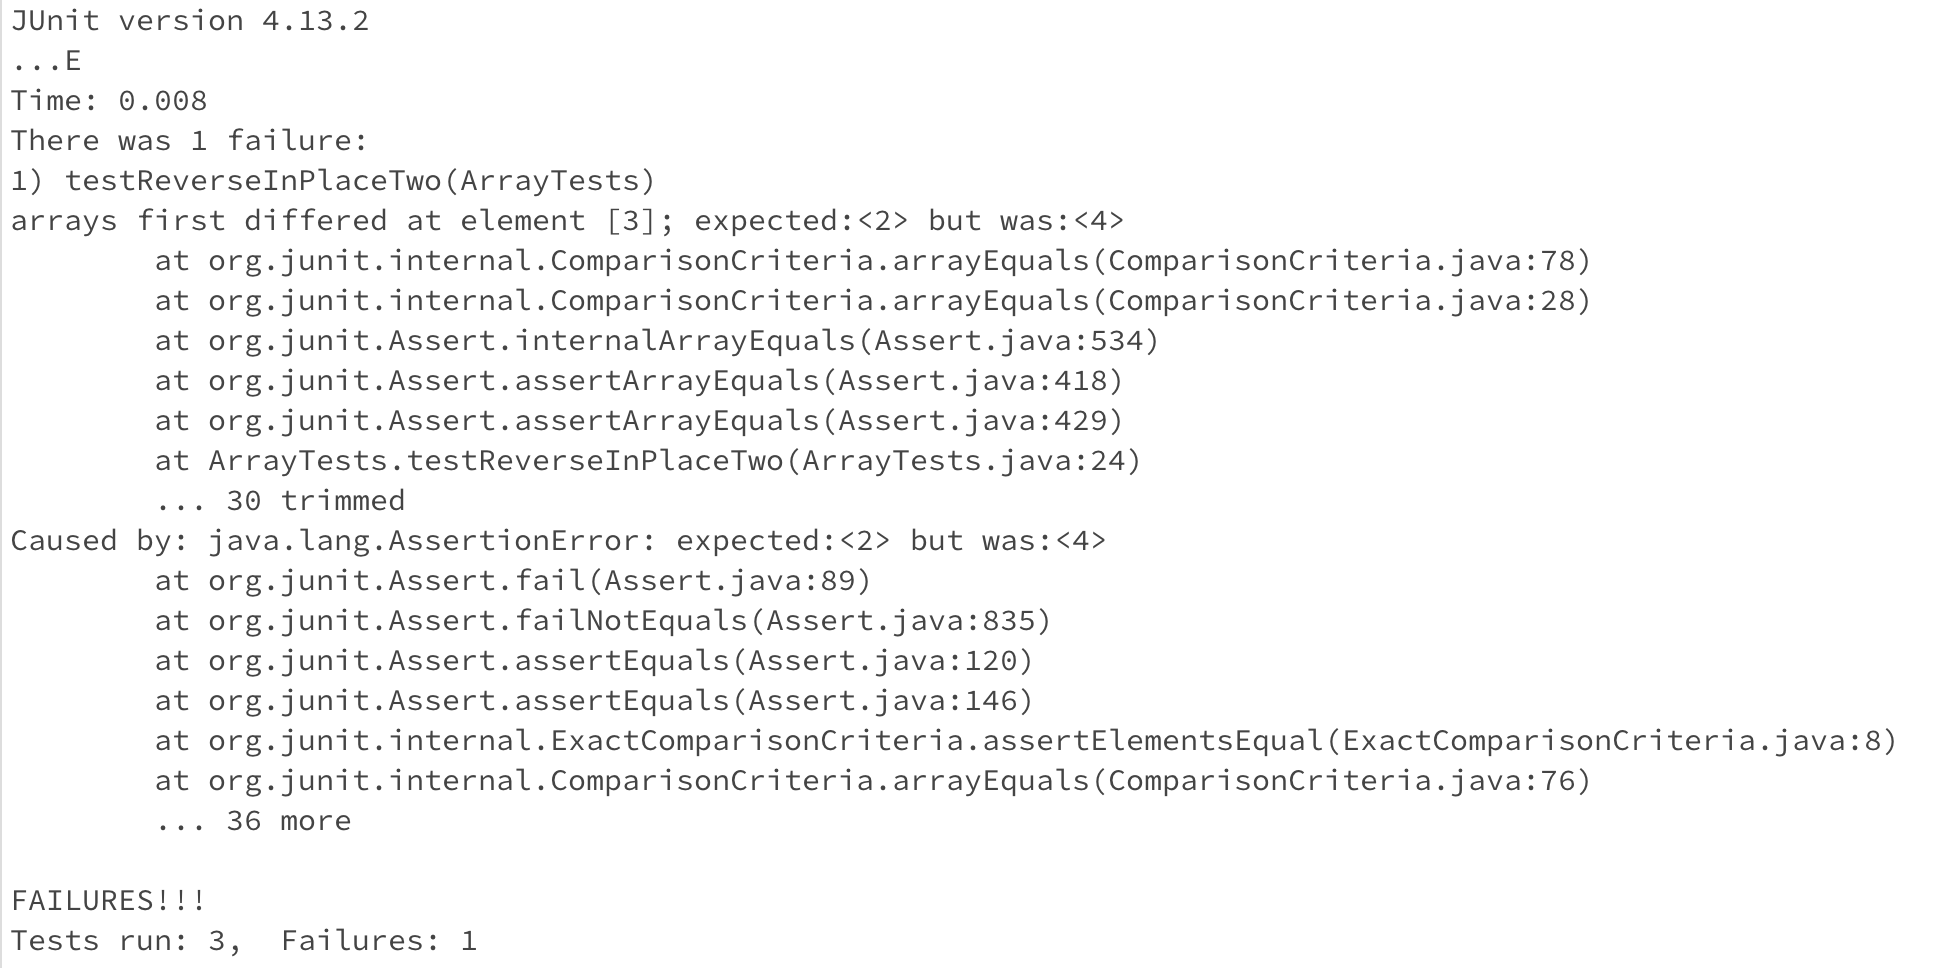 JUnit version 4.13.2
...E
Time: 0.008
There was 1 failure:
1) testReverseInPlaceTwo(ArrayTests)
arrays first differed at element [3]; expected:<2> but was:<4>
        at org.junit.internal.ComparisonCriteria.arrayEquals(ComparisonCriteria.java:78)
        at org.junit.internal.ComparisonCriteria.arrayEquals(ComparisonCriteria.java:28)
        at org.junit.Assert.internalArrayEquals(Assert.java:534)
        at org.junit.Assert.assertArrayEquals(Assert.java:418)
        at org.junit.Assert.assertArrayEquals(Assert.java:429)
        at ArrayTests.testReverseInPlaceTwo(ArrayTests.java:24)
        ... 30 trimmed
Caused by: java.lang.AssertionError: expected:<2> but was:<4>
        at org.junit.Assert.fail(Assert.java:89)
        at org.junit.Assert.failNotEquals(Assert.java:835)
        at org.junit.Assert.assertEquals(Assert.java:120)
        at org.junit.Assert.assertEquals(Assert.java:146)
        at org.junit.internal.ExactComparisonCriteria.assertElementsEqual(ExactComparisonCriteria.java:8)
        at org.junit.internal.ComparisonCriteria.arrayEquals(ComparisonCriteria.java:76)
        ... 36 more

FAILURES!!!
Tests run: 3,  Failures: 1